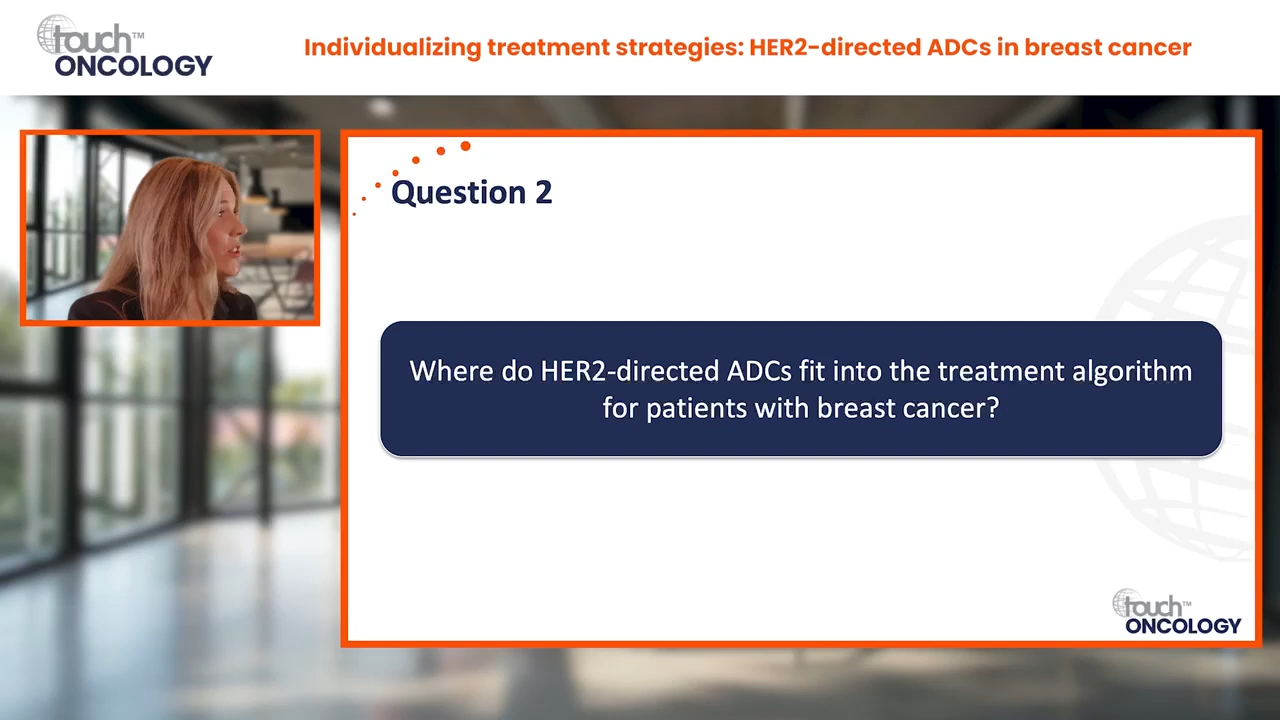 touch™
ONCOLOGY
Individualizing treatment strategies: HER2-directed ADCs in breast cancer
Question 2
Where do HER2-directed ADCs fit into the treatment algorithm
for patients with breast cancer?
touch™
ONCOLOGY